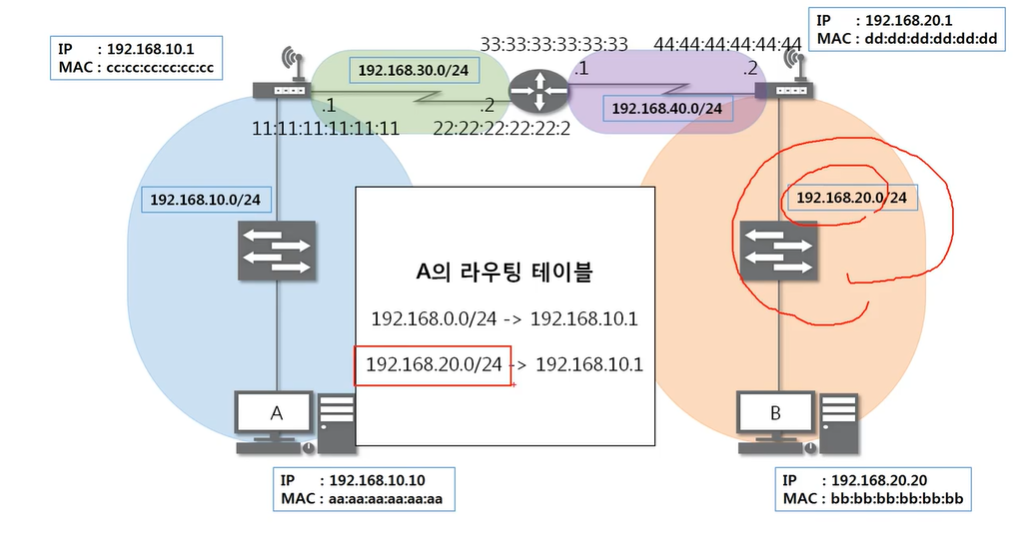 IP : 192.168.10.1
MAC : cc:cc:cc:cc:cc:cc
IP : 192.168.20.1
MAC : dd:dd:dd:dd:dd:dd
33:33:33:33:33:33
44:44:44:44:44:44
192.168.30.0/24
.1
.2
.1
.2
192.168.40.0/24
11:11:11:11:11:11
22:22:22:22:22:2
192.168.10.0/24
192.168.20.0/24
A의 라우팅 테이블
192.168.0.0/24 -> 192.168.10.1
192.168.20.0/24 -> 192.168.10.1
A
B
IP : 192.168.10.10
MAC : aa:aa:aa:aa:aa:aa
IP : 192.168.20.20
MAC : bb:bb:bb:bb:bb:bb